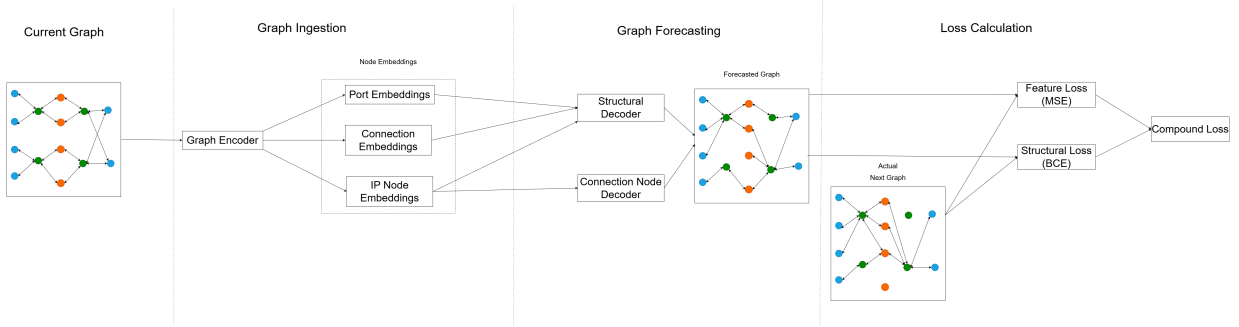 Current Graph
Graph Ingestion
Graph Forecasting
Loss Calculation
Node Embeddings
Forecasted Graph
Port Embeddings
Structural
Decoder
Feature Loss
(MSE)
Graph Encoder
Connection
Embeddings
Compound Loss
Structural Loss
(BCE)
Actual
Next Graph
IP Node
Embeddings
Connection Node
Decoder